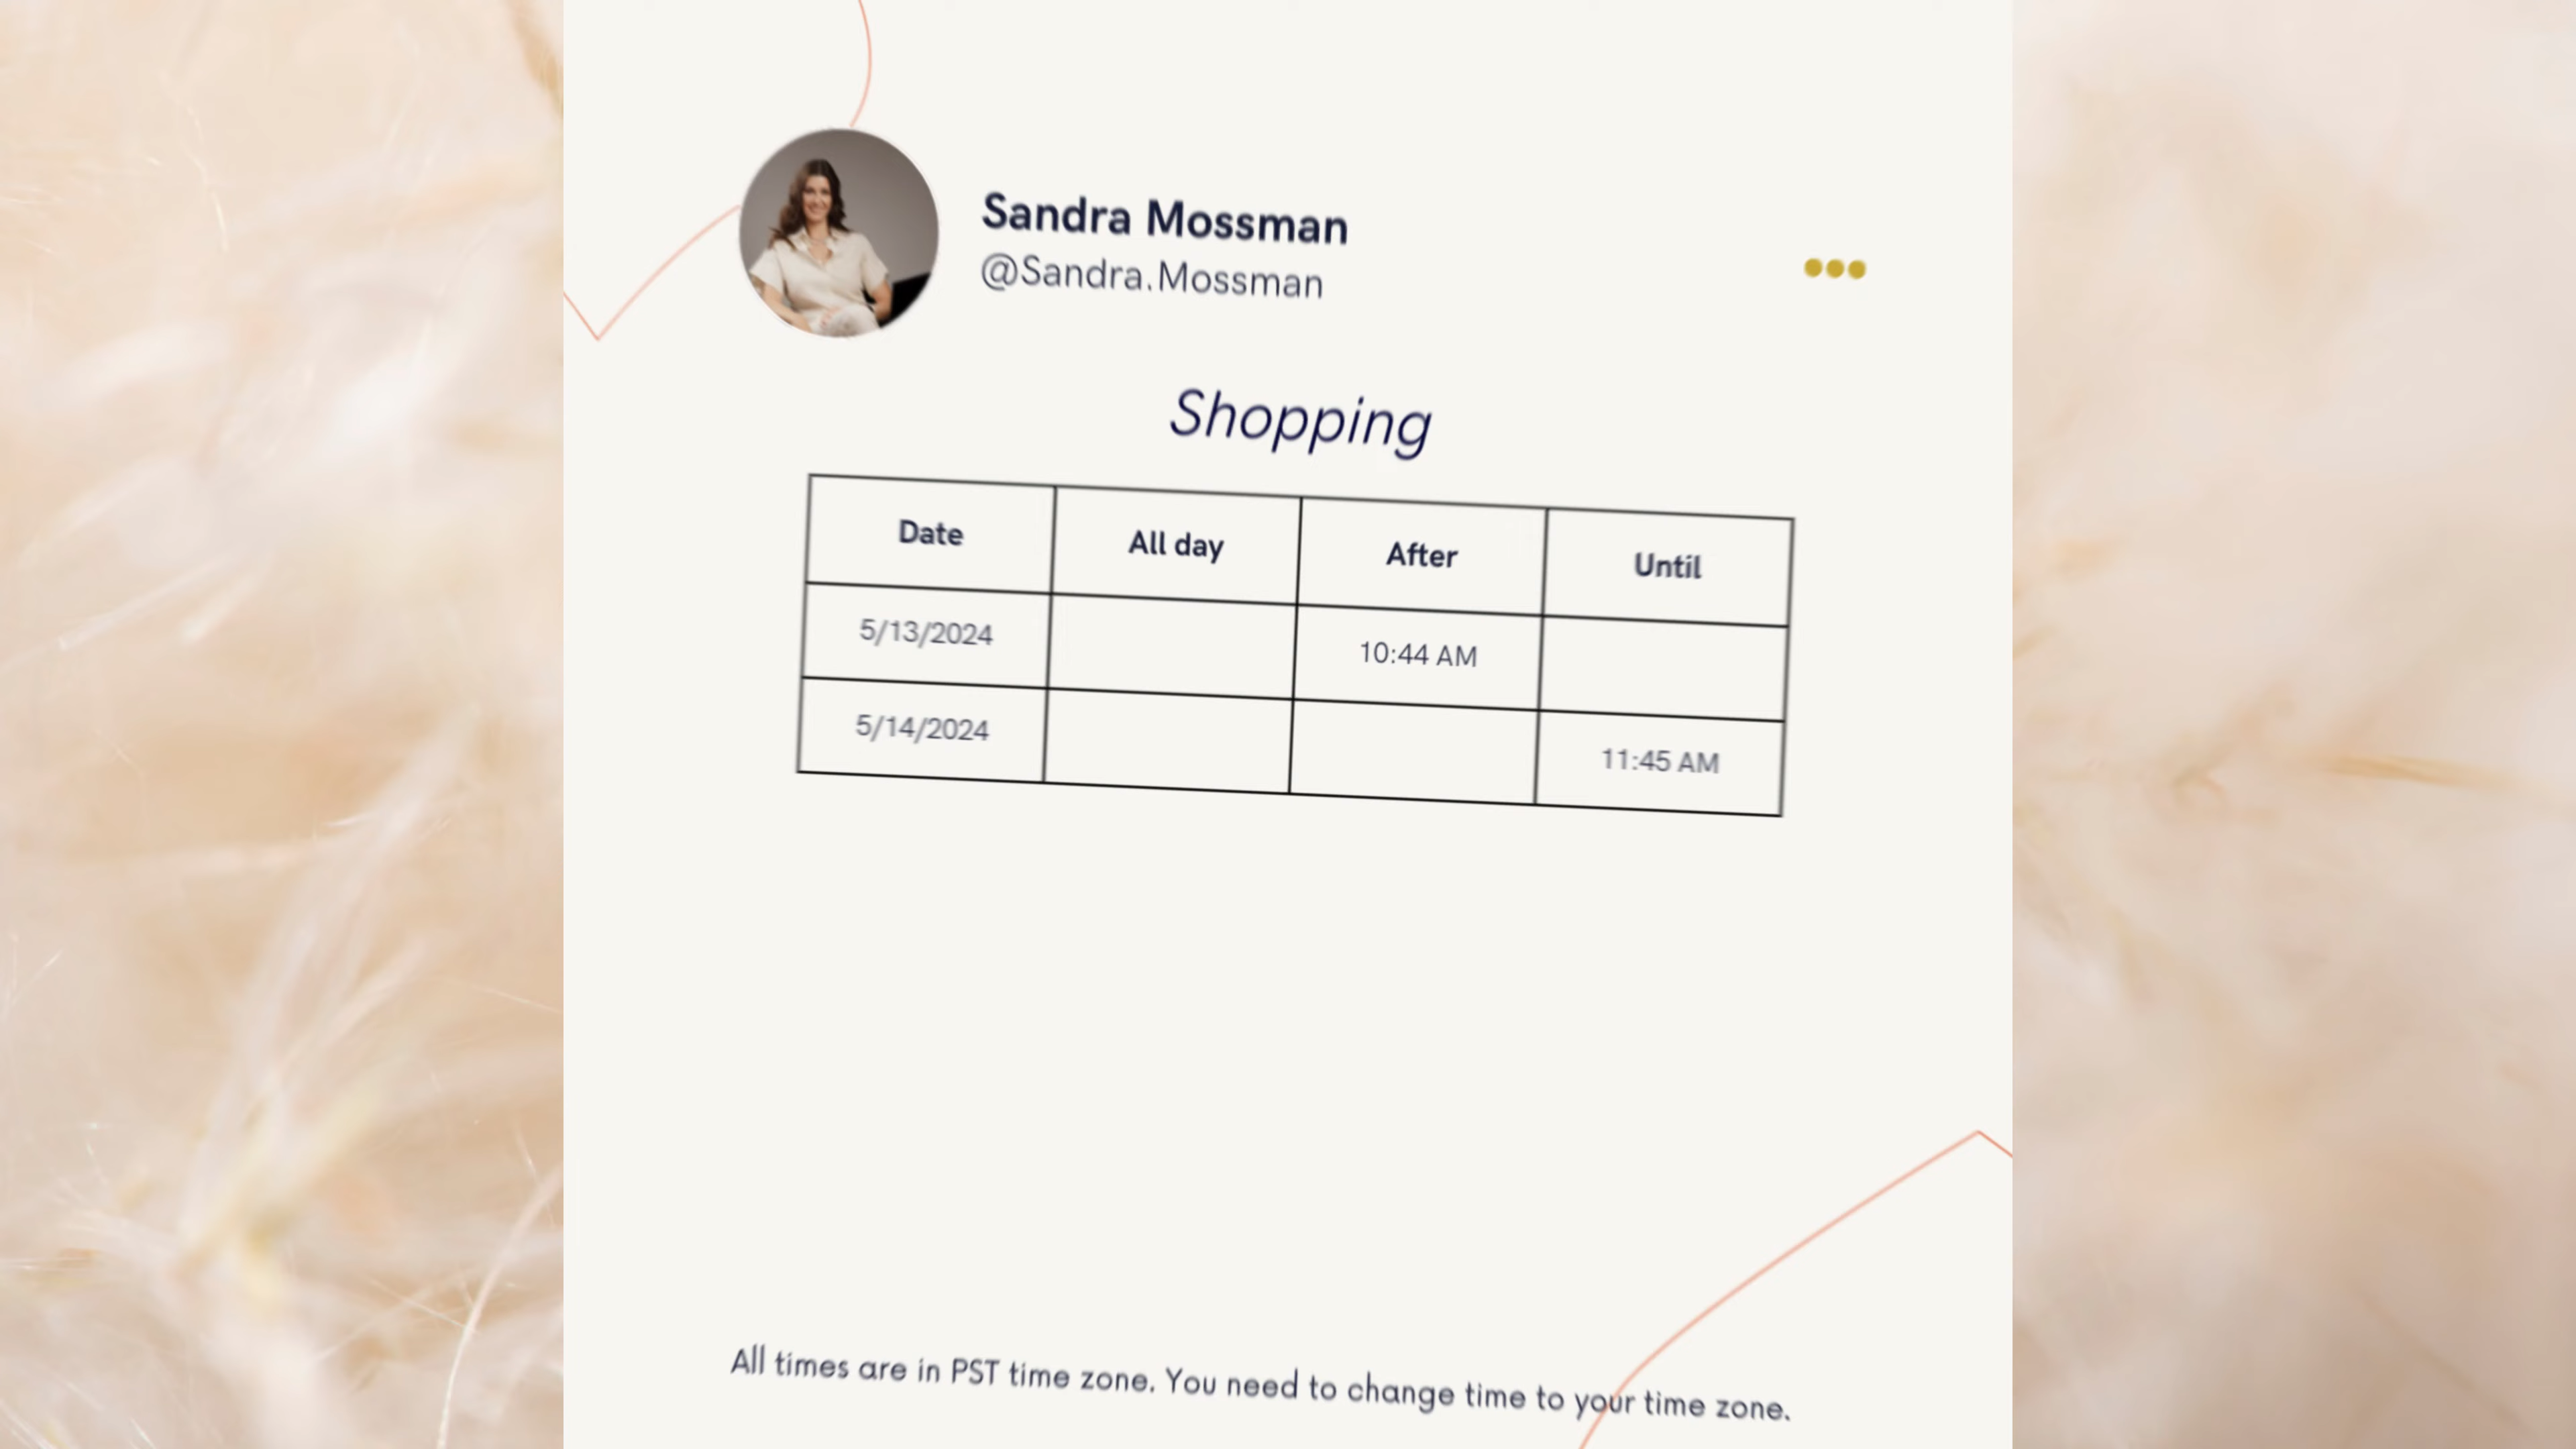 Sandra Mossman
@Sandra.Mossman
Shopping
Date All day After Until
5/13/2024 10:44 AM
5/14/2024 11:45 AM
All times are in PST time zone. You need to change time to your time zone.